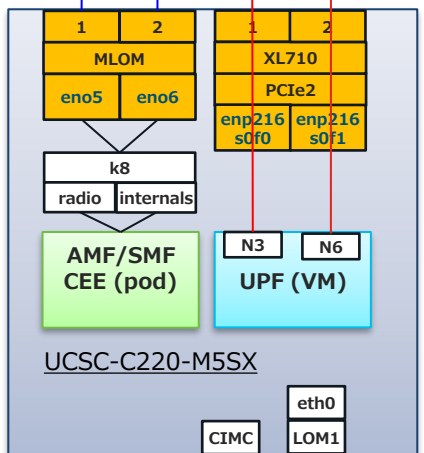 1 2 1 2
MLOM XL710
PCIe2
eno5 eno6
enp216 enp216
s0f0 s0f1
k8
radio internals
N3 N6
AMF/SMF
CEE (pod)
UPF (VM)
UCSC-C220-M5SX
eth0
CIMC LOM1